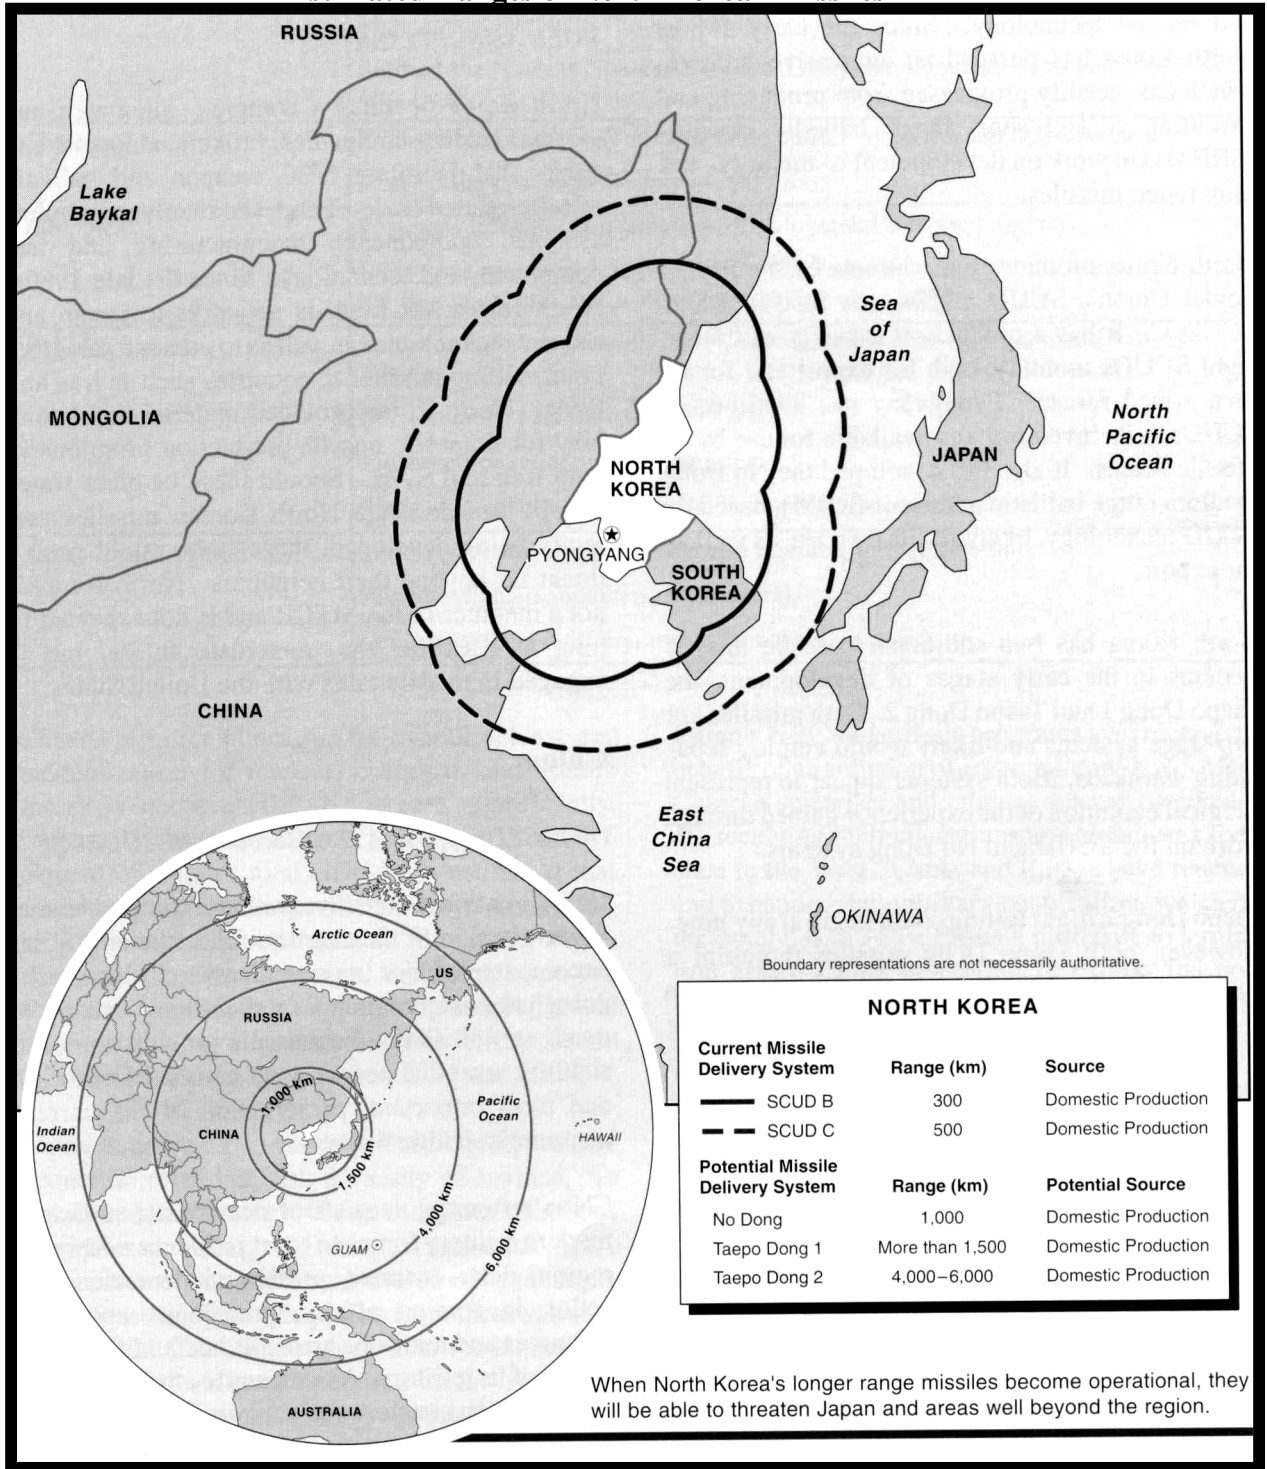 RUSSIA
Lake
Baykal
MONGOLIA
Sea
of
Japan
North
Pacific
Ocean
JAPAN
NORTH
KOREA
PYONGYANG
SOUTH
KOREA
CHINA
East
China
Sea
OKINAWA
Boundary representations are not necessarily authoritative.
Arctic Ocean
US
RUSSIA
1,000 km
Pacific
Ocean
Indian
Ocean
CHINA
HAWAII
1,500 km
4,000 km
GUAM
6,000 km
AUSTRALIA
NORTH KOREA
Current Missile
Delivery System Range (km) Source
SCUD B 300 Domestic Production
SCUD C 500 Domestic Production
Potential Missile
Delivery System Range (km) Potential Source
No Dong 1,000 Domestic Production
Taepo Dong 1 More than 1,500 Domestic Production
Taepo Dong 2 4,000–6,000 Domestic Production
When North Korea's longer range missiles become operational, they
will be able to threaten Japan and areas well beyond the region.